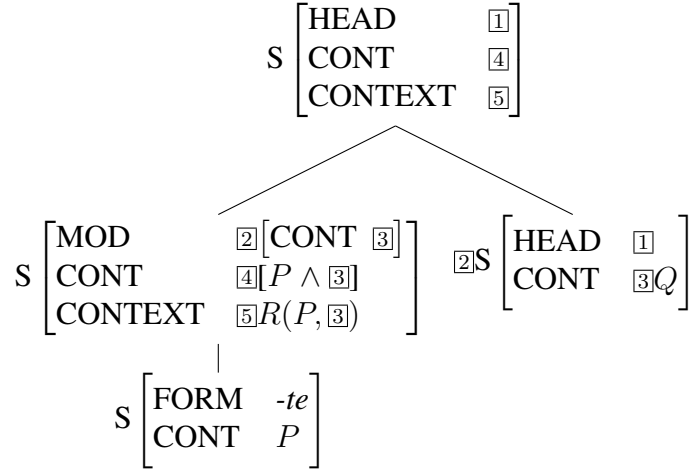 HEAD 1
S CONT 4
CONTEXT 5
MOD 2[CONT 3]
S CONT 4[P ∧ 3]
CONTEXT 5R(P, 3)
HEAD 1
2S
CONT 3Q
FORM -te
S
CONT P